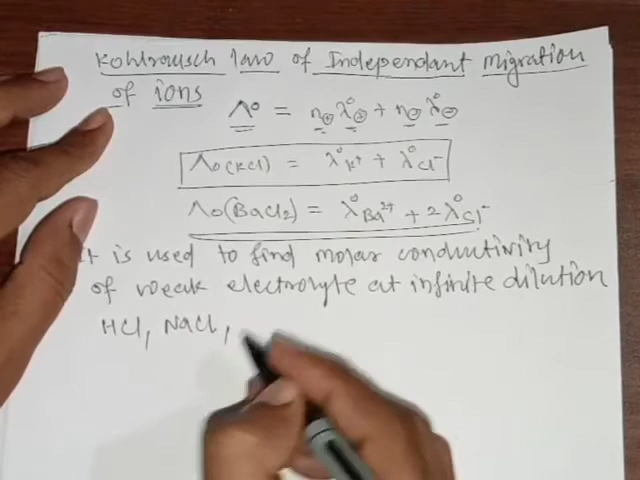 Kohlrausch law of Independant migration
of ions
Λ° = n⊕ λ°⊕ + n⊖ λ°⊖
Λ₀(KCl) = λ°K⁺ + λ°Cl⁻
Λ₀(BaCl₂) = λ°Ba²⁺ + 2λ°Cl⁻
It is used to find molar conductivity
of weak electrolyte at infinite dilution
HCl, NaCl,